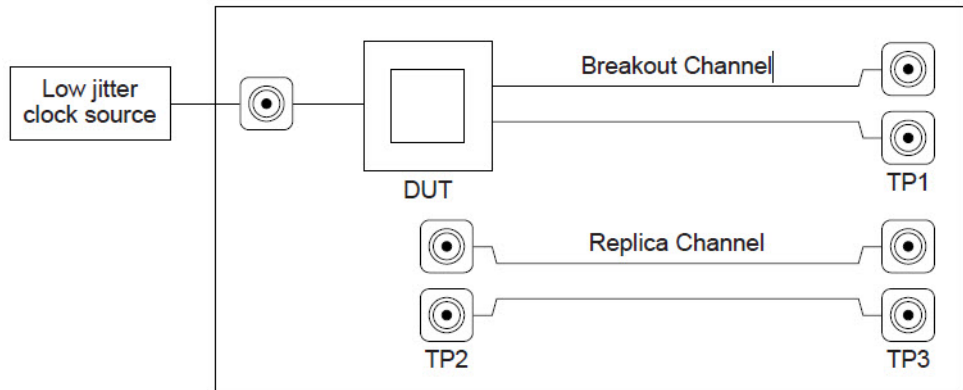 Low jitter
clock source
Breakout Channel
TP1
DUT
Replica Channel
TP2
TP3